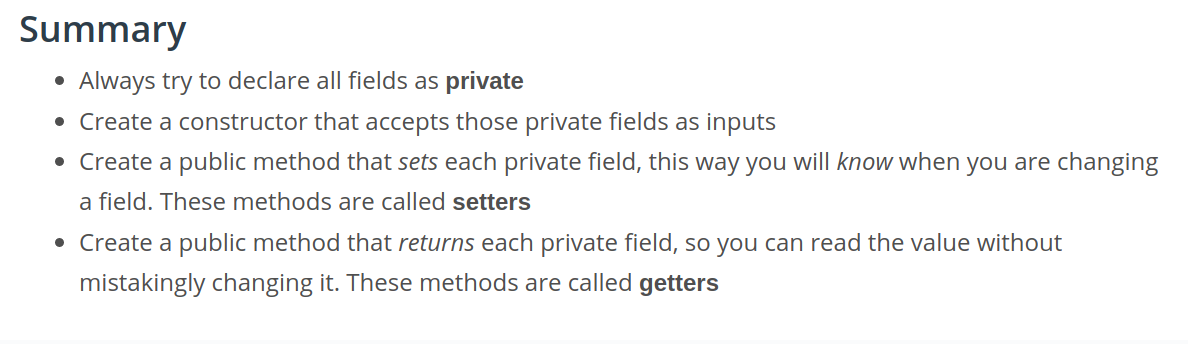 Summary
• Always try to declare all fields as private
• Create a constructor that accepts those private fields as inputs
• Create a public method that sets each private field, this way you will know when you are changing
a field. These methods are called setters
• Create a public method that returns each private field, so you can read the value without
mistakingly changing it. These methods are called getters